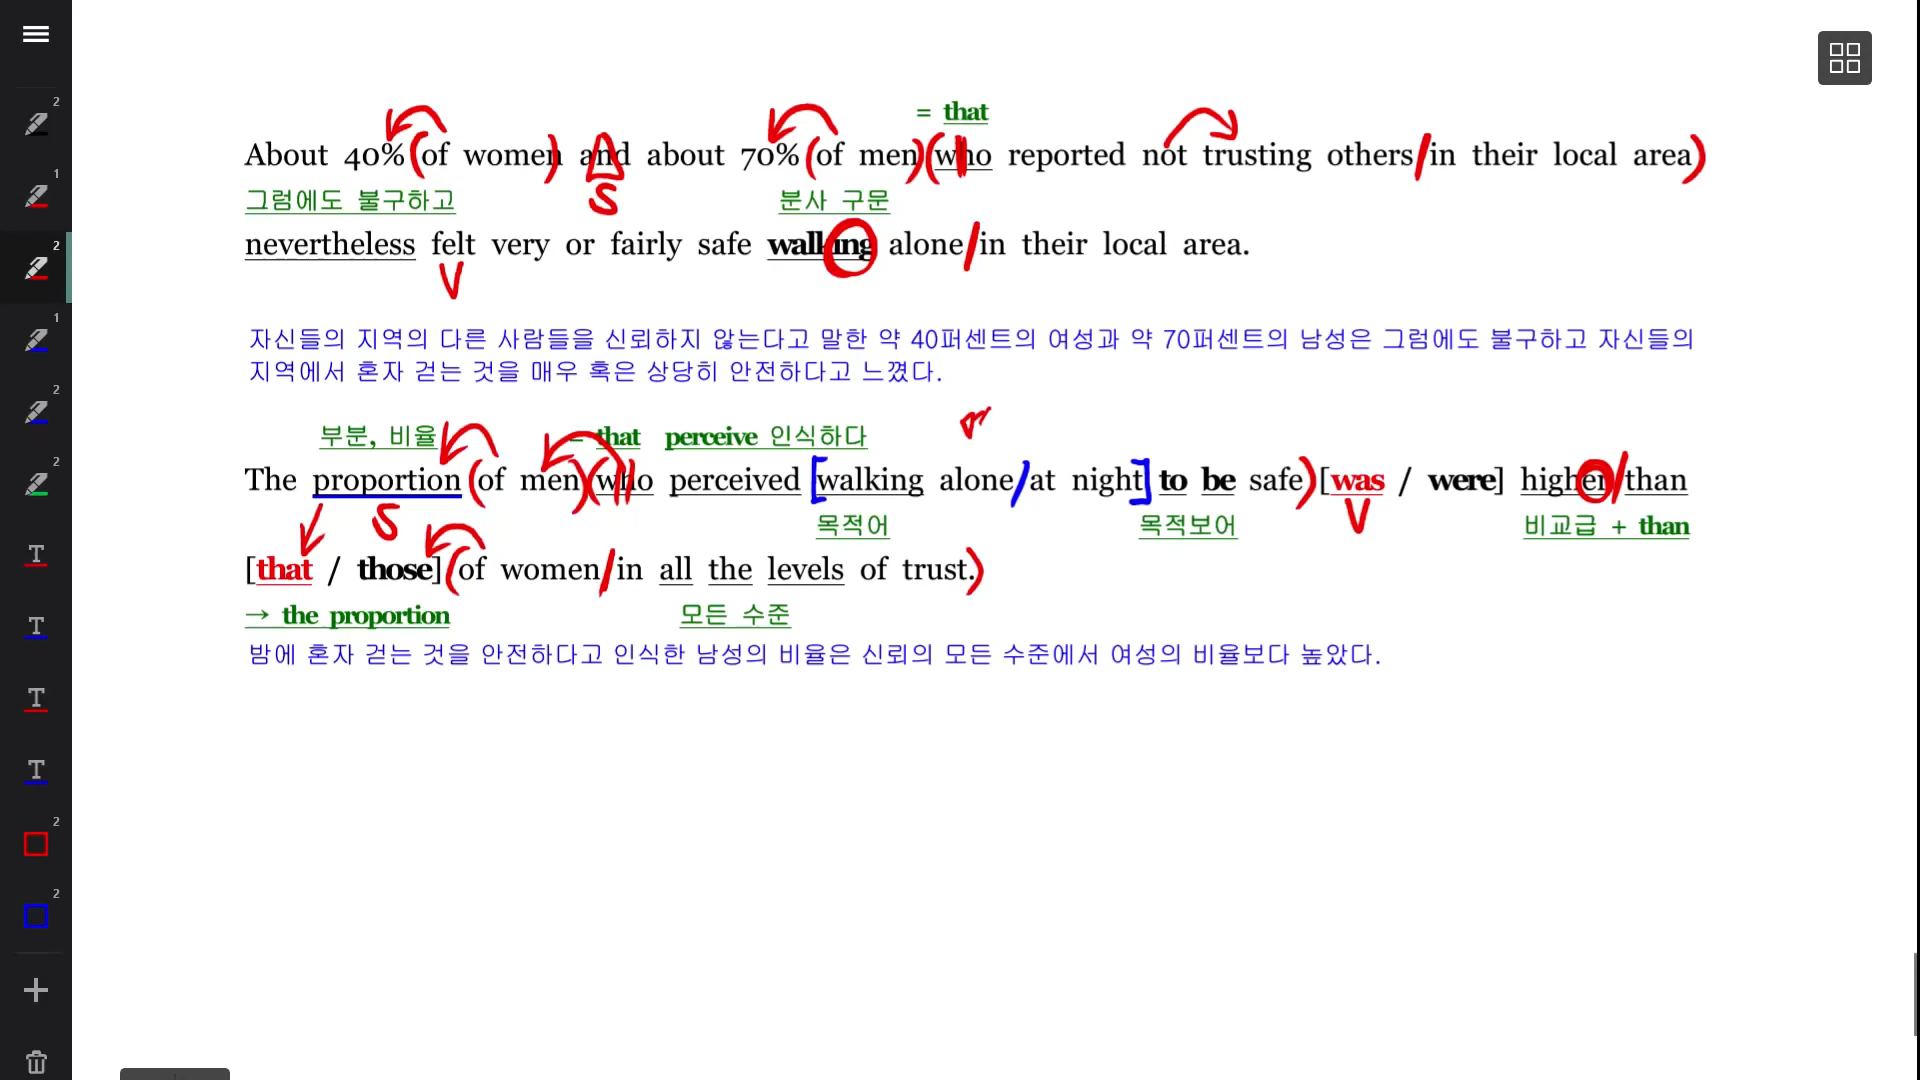 = that
About 40% of women and about 70% of men who reported not trusting others in their local area
그럼에도 불구하고 S 분사 구문
nevertheless felt very or fairly safe walking alone in their local area.
V
자신들의 지역의 다른 사람들을 신뢰하지 않는다고 말한 약 40퍼센트의 여성과 약 70퍼센트의 남성은 그럼에도 불구하고 자신들의
지역에서 혼자 걷는 것을 매우 혹은 상당히 안전하다고 느꼈다.
부분, 비율 = that perceive 인식하다
The proportion (of men)(who perceived [walking alone/at night] to be safe) [was / were] higher/than
S 목적어 목적보어 V 비교급 + than
[that / those] (of women/in all the levels of trust.)
→ the proportion 모든 수준
밤에 혼자 걷는 것을 안전하다고 인식한 남성의 비율은 신뢰의 모든 수준에서 여성의 비율보다 높았다.